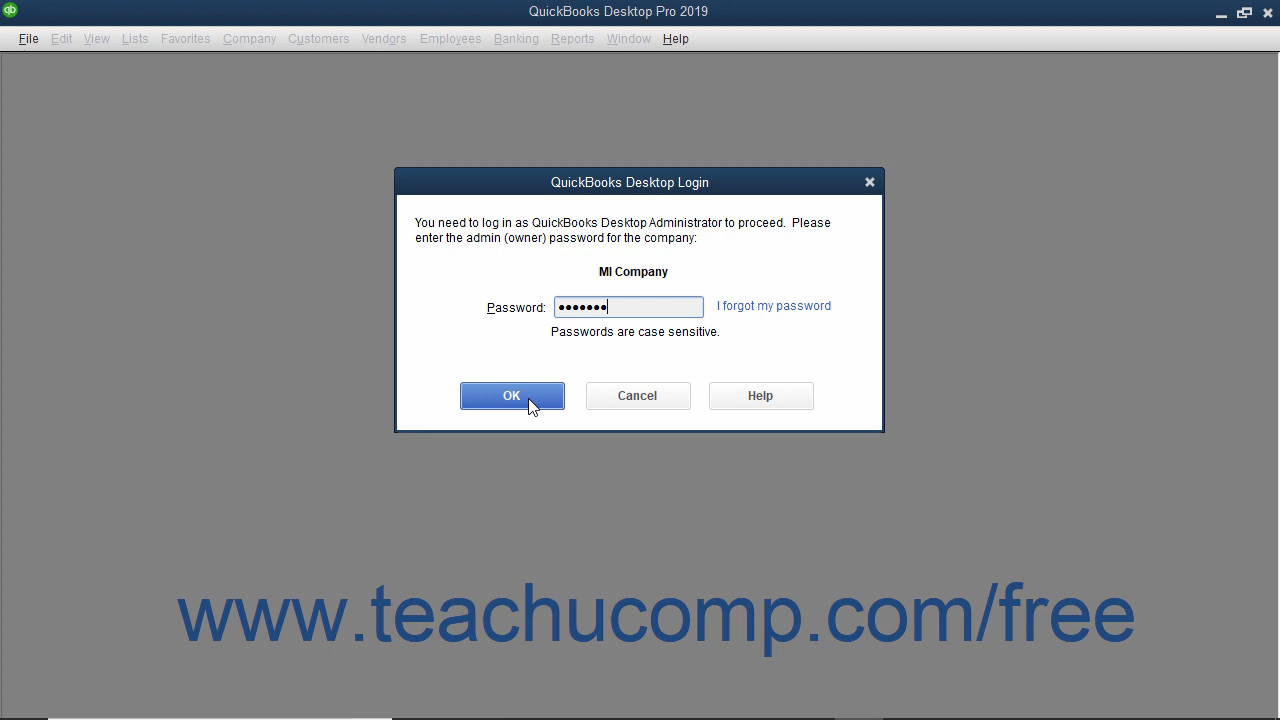 QuickBooks Desktop Pro 2019
File Edit View Lists Favorites Company Customers Vendors Employees Banking Reports Window Help
QuickBooks Desktop Login
You need to log in as QuickBooks Desktop Administrator to proceed. Please
enter the admin (owner) password for the company:
MI Company
Password: ●●●●●●● I forgot my password
Passwords are case sensitive.
OK Cancel Help
www.teachucomp.com/free